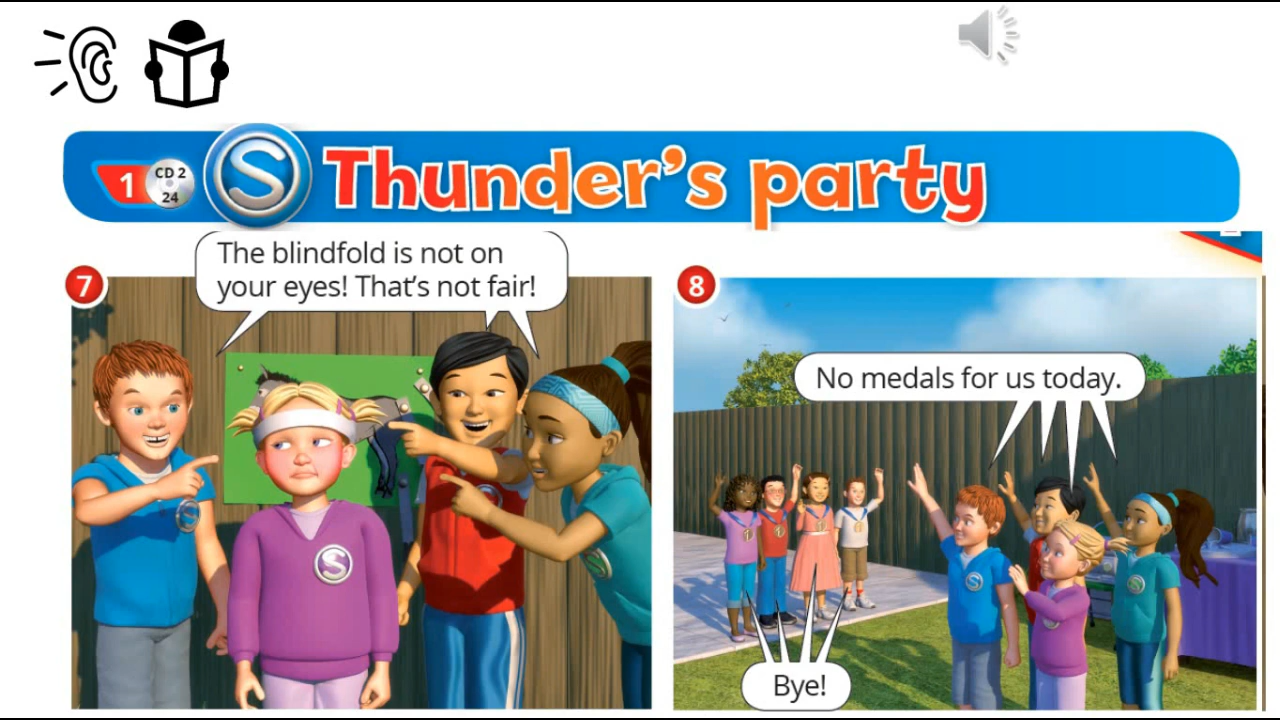 1
CD 2
24
S
Thunder's party
7
The blindfold is not on
your eyes! That's not fair!
S
8
No medals for us today.
Bye!